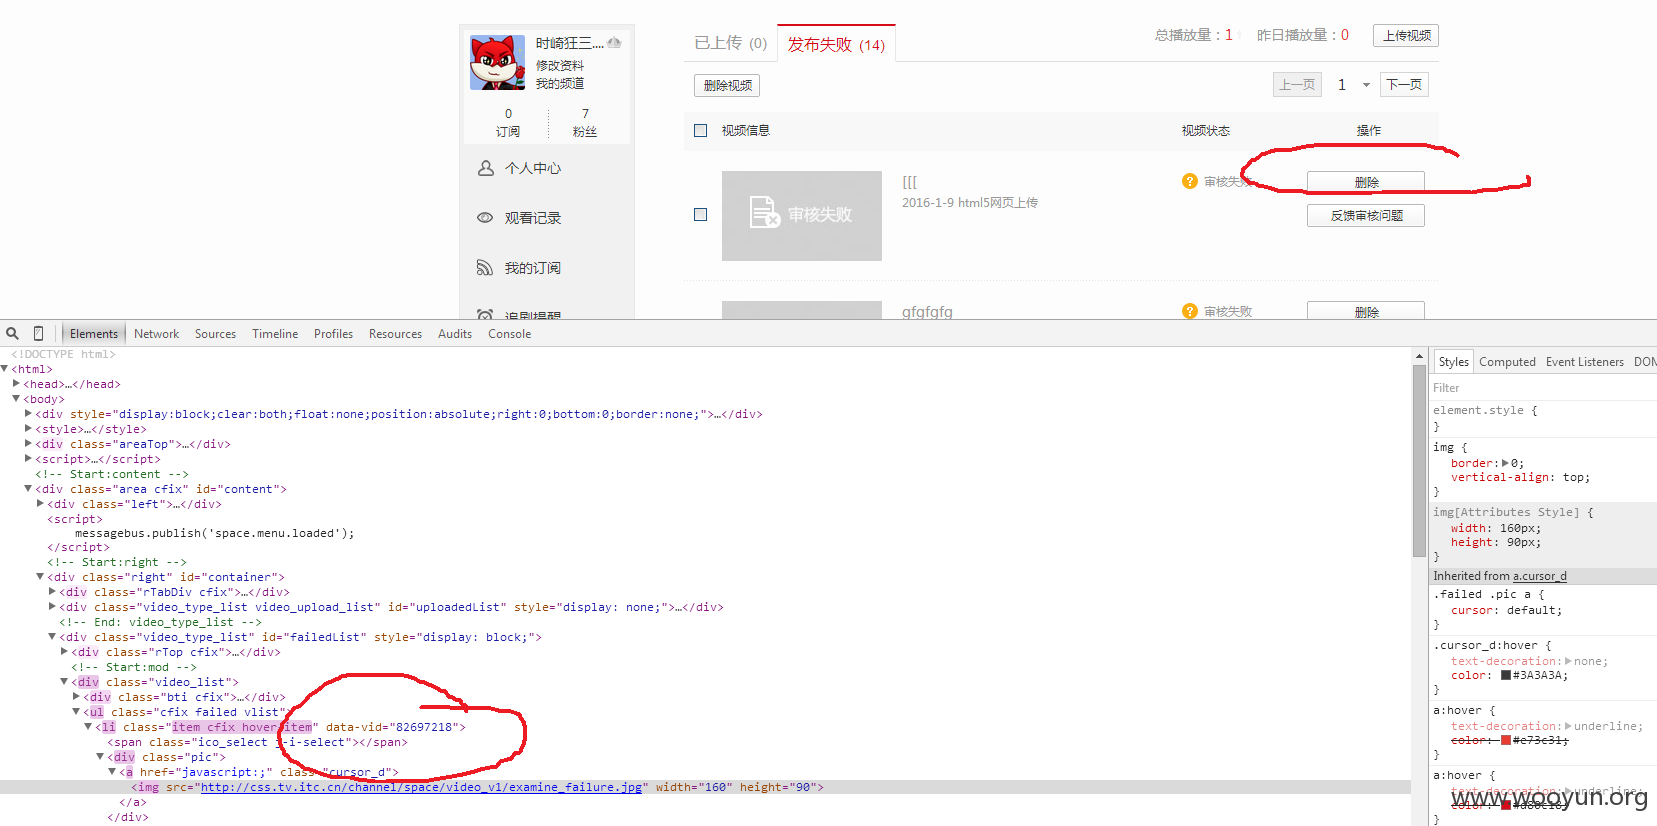 时崎狂三....
修改资料
我的频道
0
订阅
7
粉丝
个人中心
观看记录
我的订阅
追剧提醒
已上传 (0)
发布失败 (14)
总播放量：1
昨日播放量：0
上传视频
删除视频
上一页
1
下一页
视频信息
视频状态
操作
审核失败
[[[
2016-1-9 html5网页上传
? 审核失败
删除
反馈审核问题
gfgfgfg
? 审核失败
删除
Elements Network Sources Timeline Profiles Resources Audits Console
<!DOCTYPE html>
<html>
<head>…</head>
<body>
<div style="display:block;clear:both;float:none;position:absolute;right:0;bottom:0;border:none;">…</div>
<style>…</style>
<div class="areaTop">…</div>
<script>…</script>
<!-- Start:content -->
<div class="area cfix" id="content">
<div class="left">…</div>
<script>
messagebus.publish('space.menu.loaded');
</script>
<!-- Start:right -->
<div class="right" id="container">
<div class="rTabDiv cfix">…</div>
<div class="video_type_list video_upload_list" id="uploadedList" style="display: none;">…</div>
<!-- End: video_type_list -->
<div class="video_type_list" id="failedList" style="display: block;">
<div class="rTop cfix">…</div>
<!-- Start:mod -->
<div class="video_list">
<div class="bti cfix">…</div>
<ul class="cfix failed vlist">
<li class="item cfix hover item" data-vid="82697218">
<span class="ico_select j-i-select"></span>
<div class="pic">
<a href="javascript:;" class="cursor_d">
<img src="http://css.tv.itc.cn/channel/space/video_v1/examine_failure.jpg" width="160" height="90">
</a>
</div>
Styles Computed Event Listeners DOM
Filter
element.style {
}
img {
border:0;
vertical-align: top;
}
img[Attributes Style] {
width: 160px;
height: 90px;
}
Inherited from a.cursor_d
.failed .pic a {
cursor: default;
}
.cursor_d:hover {
text-decoration:none;
color: #3A3A3A;
}
a:hover {
text-decoration:underline;
color: #e73c31;
}
a:hover {
text-decoration:underline;
color: #d80c18;
}
www.wooyun.org